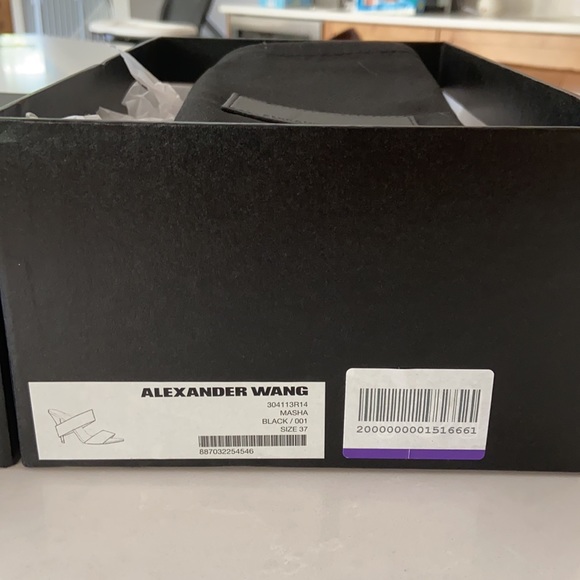 ALEXANDER WANG
304113R14
MASHA
BLACK / 001
SIZE 37
887032254546
2000000001516661